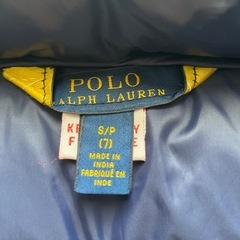 POLO
RALPH LAUREN
S/P
(7)
MADE IN
INDIA
FABRIQUÉ EN
INDE